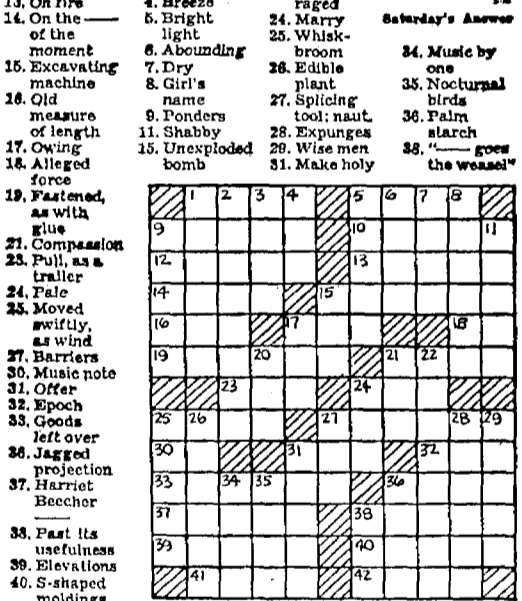 13. On fire
14. On the ——
of the
moment
15. Excavating
machine
16. Old
measure
of length
17. Owing
18. Alleged
force
19. Fastened,
as with
glue
21. Compassion
23. Pull, as a
trailer
24. Pale
25. Moved
swiftly,
as wind
27. Barriers
30. Music note
31. Offer
32. Epoch
33. Goods
left over
36. Jagged
projection
37. Harriet
Beecher
——
38. Past its
usefulness
39. Elevations
40. S-shaped
moldings
4. Breeze
5. Bright
light
6. Abounding
7. Dry
8. Girl's
name
9. Ponders
11. Shabby
15. Unexploded
bomb
raged
24. Marry
25. Whisk-
broom
26. Edible
plant
27. Splicing
tool: naut.
28. Expunges
29. Wise men
31. Make holy
Saturday's Answer
34. Music by
one
35. Nocturnal
birds
36. Palm
starch
38. "—— goes
the weasel"
1 2 3 4 5 6 7 8
9 10 11
12 13
14 15
16 17 18
19 20 21 22
23 24
25 26 27 28 29
30 31 32
33 34 35 36
37 38
39 40
41 42